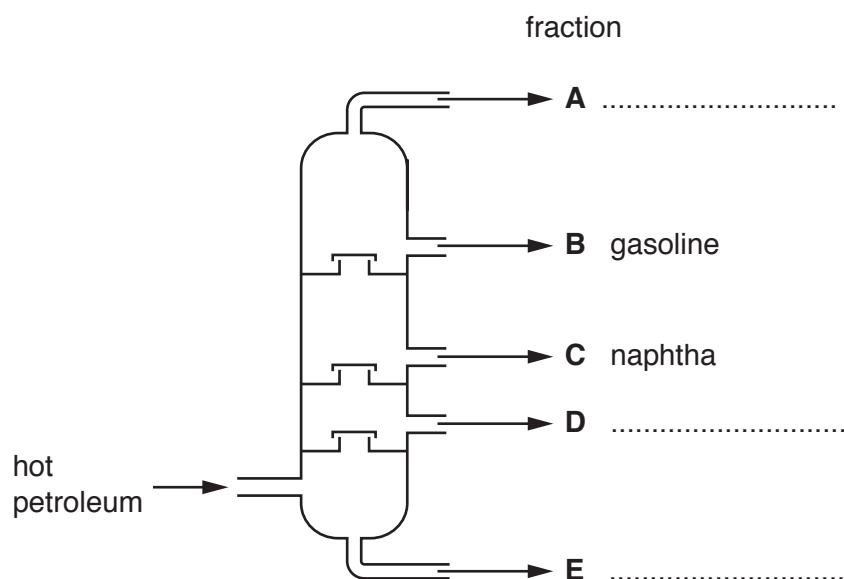 fraction
A ............................
B gasoline
C naphtha
D ............................
hot
petroleum
E ............................